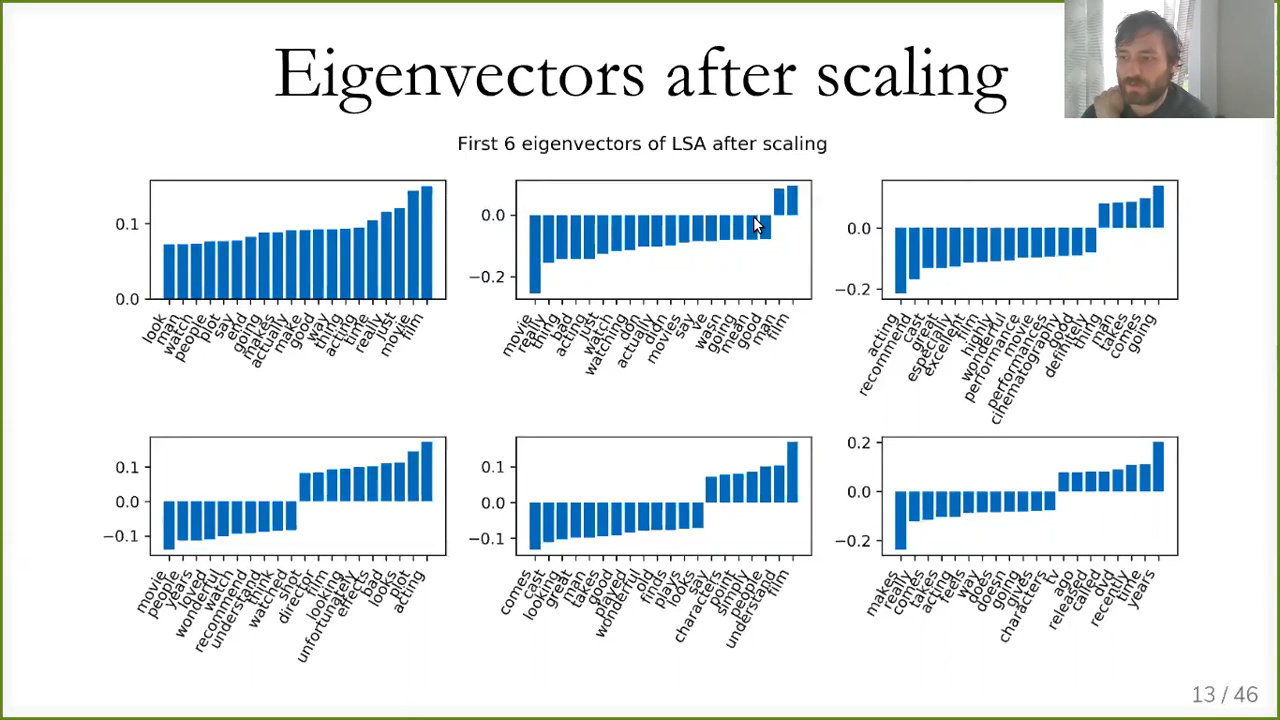 Eigenvectors after scaling
First 6 eigenvectors of LSA after scaling
0.1
0.0
look
man
watch
people
plot
say
end
going
makes
actually
make
good
way
thing
acting
time
really
just
movie
film
0.0
−0.2
movie
really
thing
bad
acting
just
watch
watching
don
actually
didn
movies
say
ve
wasn
going
mean
good
man
film
0.0
−0.2
acting
recommend
cast
great
especially
excellent
film
highly
wonderful
performance
movie
performances
cinematography
good
definitely
thing
man
takes
comes
going
0.1
0.0
−0.1
movie
people
years
loved
wonderful
watch
recommend
understand
think
watched
shot
director
film
looking
unfortunately
effects
bad
looks
plot
acting
0.1
0.0
−0.1
comes
cast
looking
great
man
takes
good
played
wonderful
old
finds
plays
looks
say
characters
point
simply
people
understand
film
0.2
0.0
−0.2
makes
really
comes
takes
acting
feels
way
does
doesn
going
gives
characters
tv
ago
released
called
dvd
recently
time
years
13 / 46